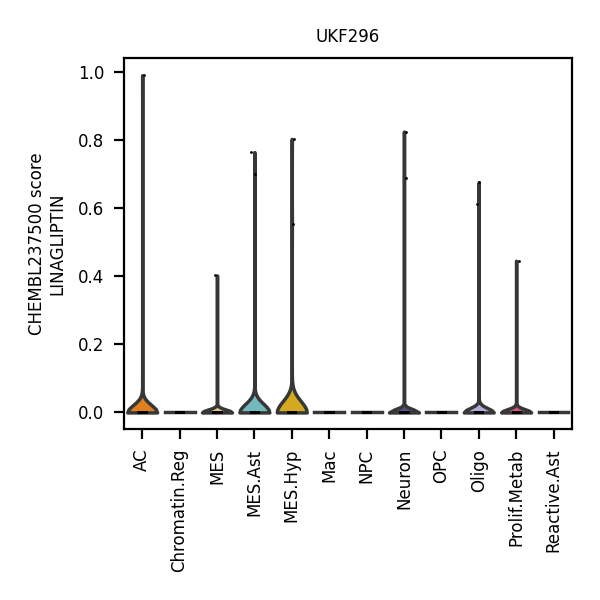 UKF296
CHEMBL237500 score
LINAGLIPTIN
1.0
0.8
0.6
0.4
0.2
0.0
AC
Chromatin.Reg
MES
MES.Ast
MES.Hyp
Mac
NPC
Neuron
OPC
Oligo
Prolif.Metab
Reactive.Ast